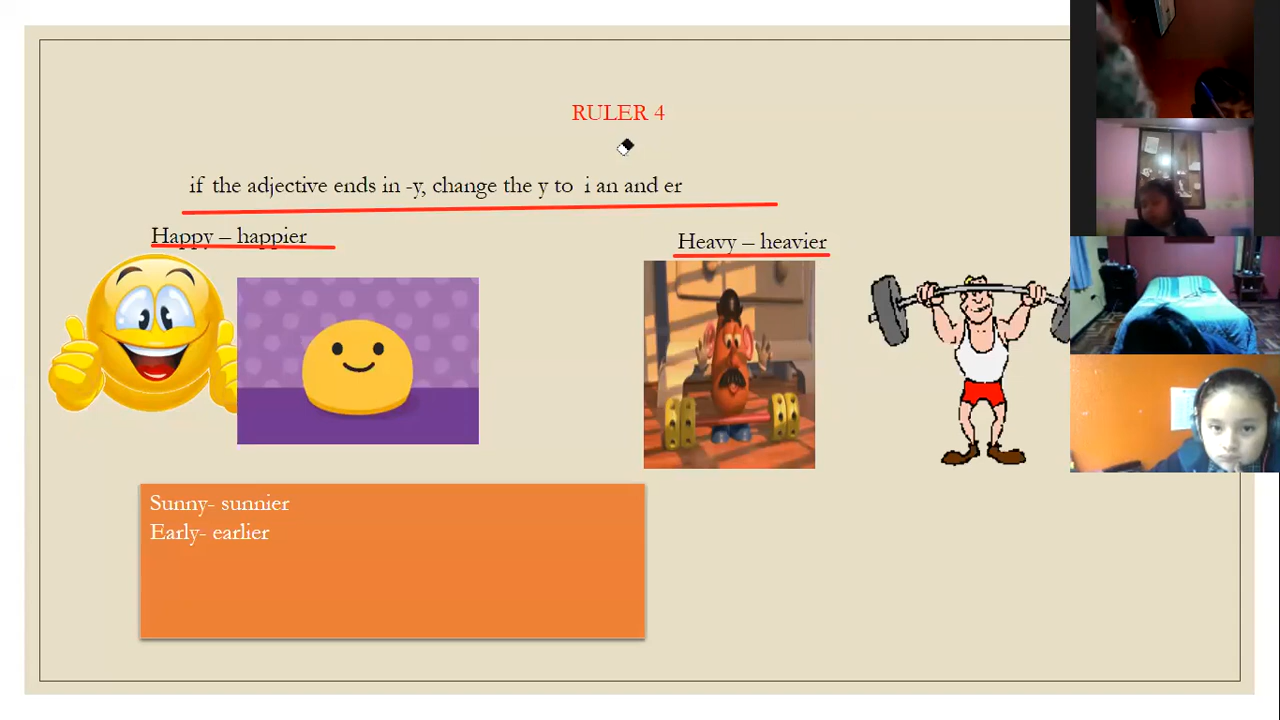 RULER 4
if the adjective ends in -y, change the y to i an and er
Happy – happier
Heavy – heavier
Sunny- sunnier
Early- earlier